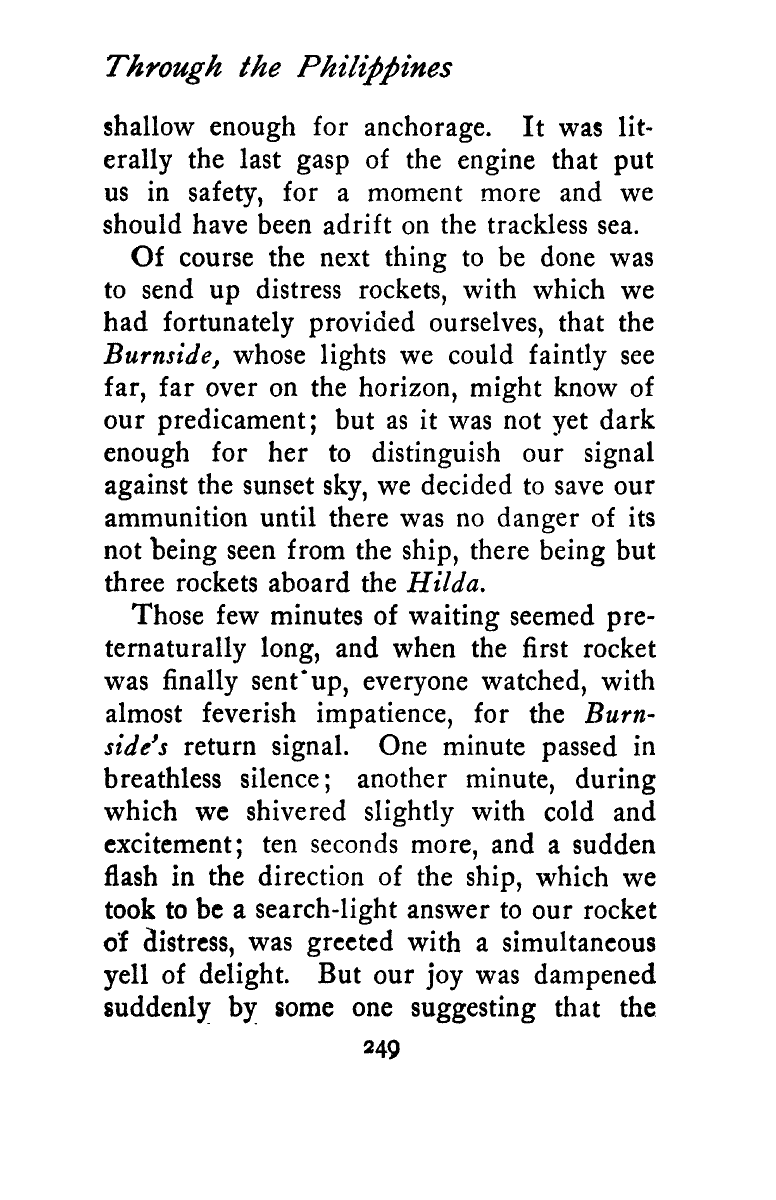 Through the Philippines
shallow enough for anchorage. It was lit-
erally the last gasp of the engine that put
us in safety, for a moment more and we
should have been adrift on the trackless sea.
Of course the next thing to be done was
to send up distress rockets, with which we
had fortunately provided ourselves, that the
Burnside, whose lights we could faintly see
far, far over on the horizon, might know of
our predicament; but as it was not yet dark
enough for her to distinguish our signal
against the sunset sky, we decided to save our
ammunition until there was no danger of its
not being seen from the ship, there being but
three rockets aboard the Hilda.
Those few minutes of waiting seemed pre-
ternaturally long, and when the first rocket
was finally sent up, everyone watched, with
almost feverish impatience, for the Burn-
side's return signal. One minute passed in
breathless silence; another minute, during
which we shivered slightly with cold and
excitement; ten seconds more, and a sudden
flash in the direction of the ship, which we
took to be a search-light answer to our rocket
of distress, was greeted with a simultaneous
yell of delight. But our joy was dampened
suddenly by some one suggesting that the
249